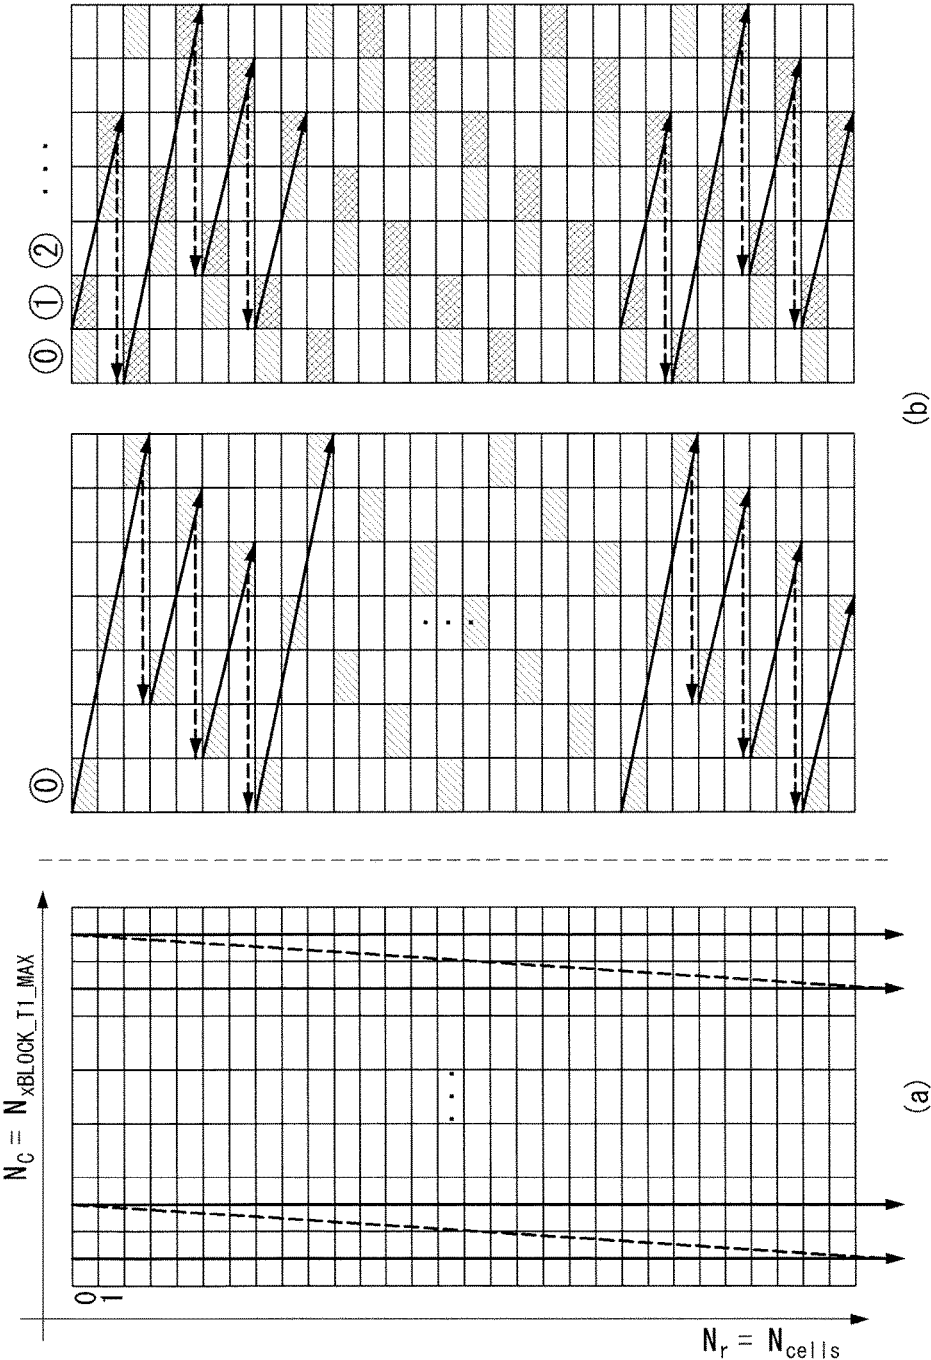 N_C = N_xBLOCK_TI_MAX
0
1
N_r = N_cells
. . .
(a)
⓪
. . .
⓪ ① ② . . .
(b)